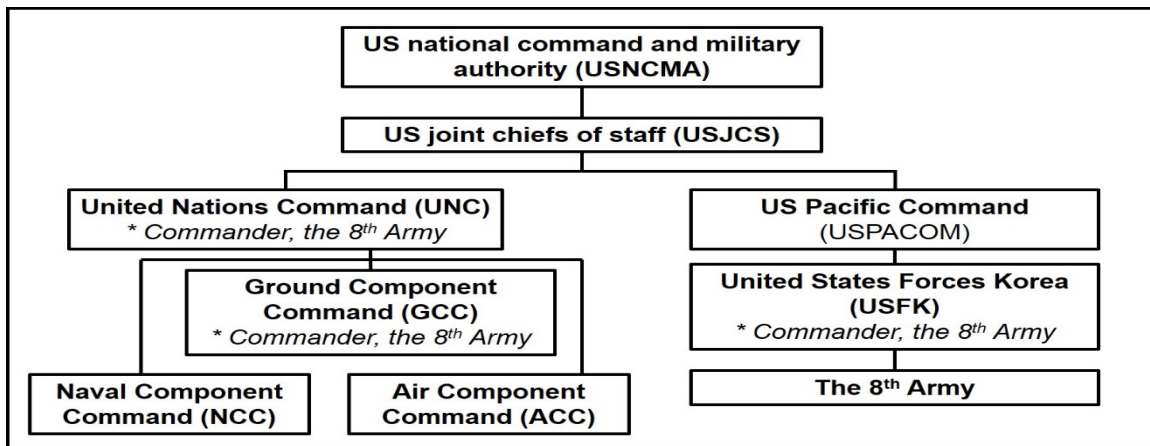 US national command and military
authority (USNCMA)
US joint chiefs of staff (USJCS)
United Nations Command (UNC)
* Commander, the 8th Army
US Pacific Command
(USPACOM)
Ground Component
Command (GCC)
* Commander, the 8th Army
United States Forces Korea
(USFK)
* Commander, the 8th Army
Naval Component
Command (NCC)
Air Component
Command (ACC)
The 8th Army